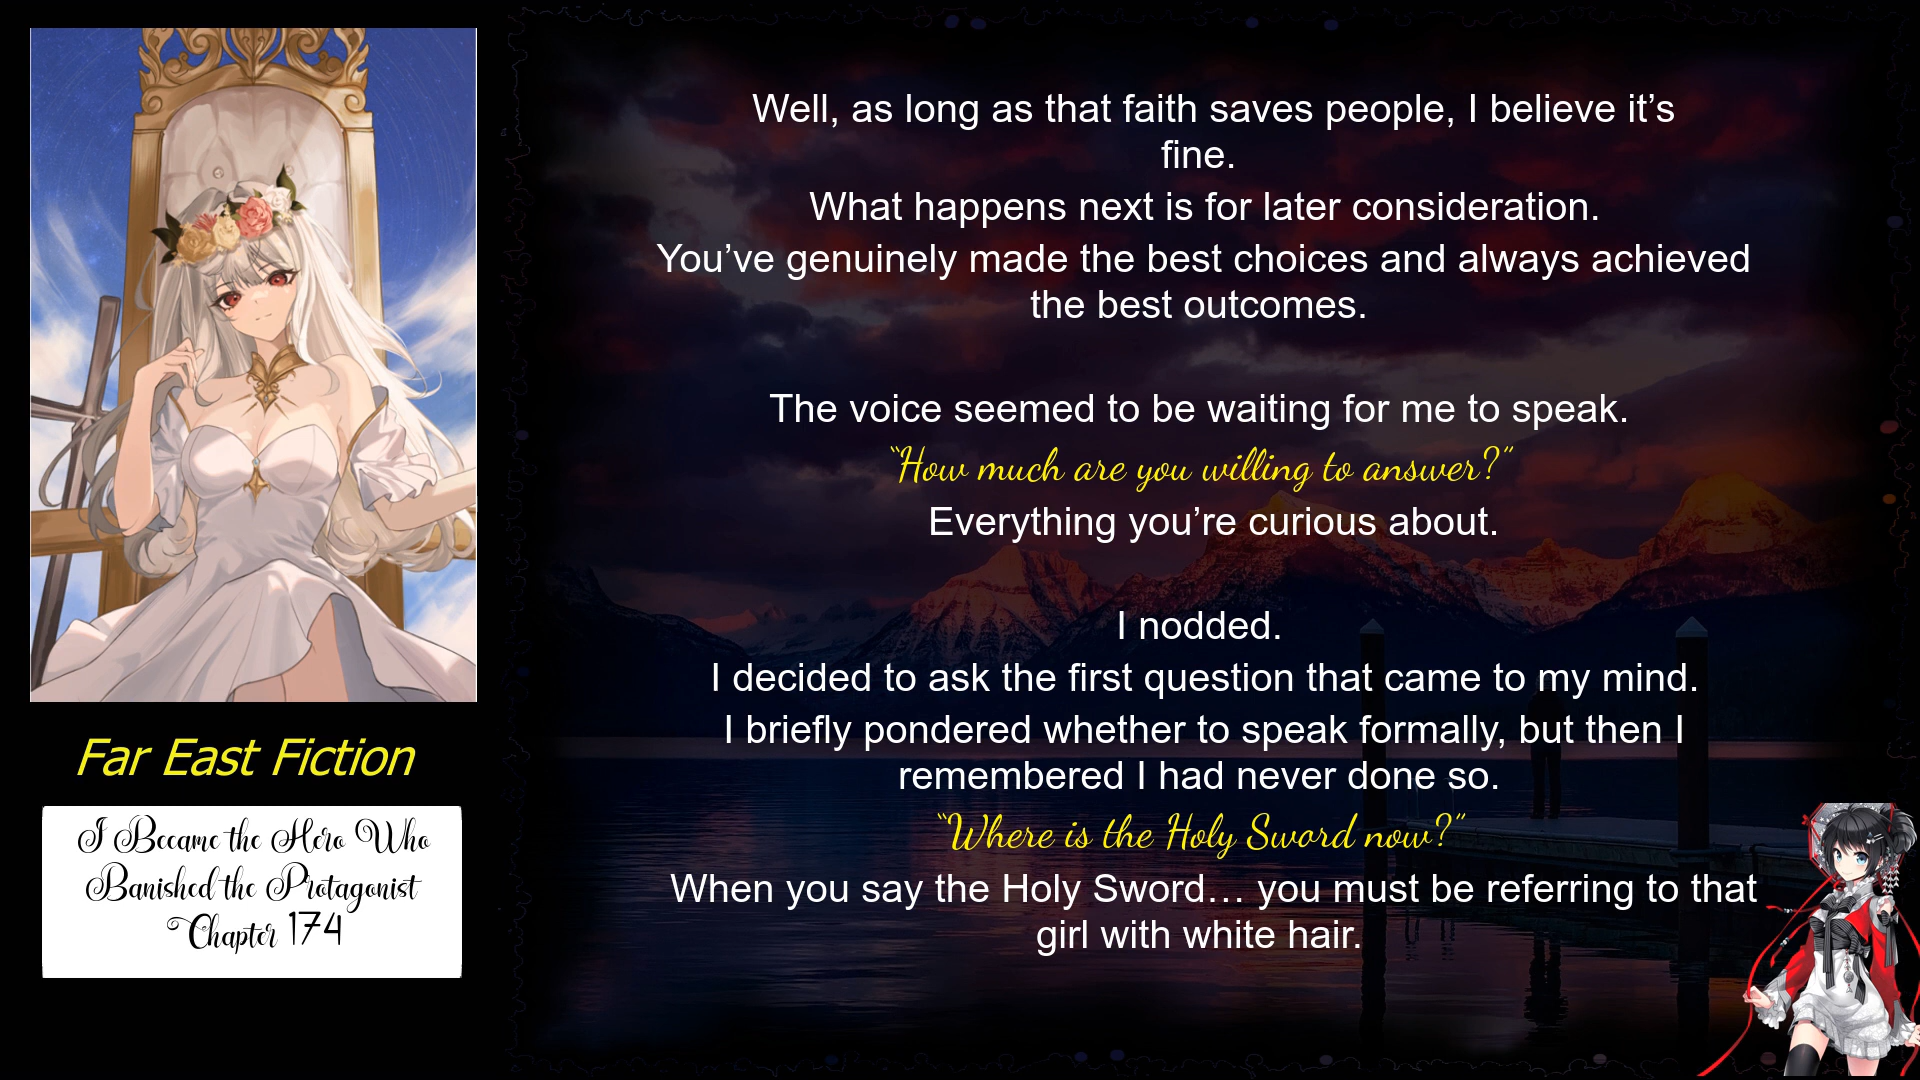 Far East Fiction
I Became the Hero Who
Banished the Protagonist
Chapter 174
Well, as long as that faith saves people, I believe it’s
fine.
What happens next is for later consideration.
You’ve genuinely made the best choices and always achieved
the best outcomes.
The voice seemed to be waiting for me to speak.
“How much are you willing to answer?”
Everything you’re curious about.
I nodded.
I decided to ask the first question that came to my mind.
I briefly pondered whether to speak formally, but then I
remembered I had never done so.
“Where is the Holy Sword now?”
When you say the Holy Sword… you must be referring to that
girl with white hair.